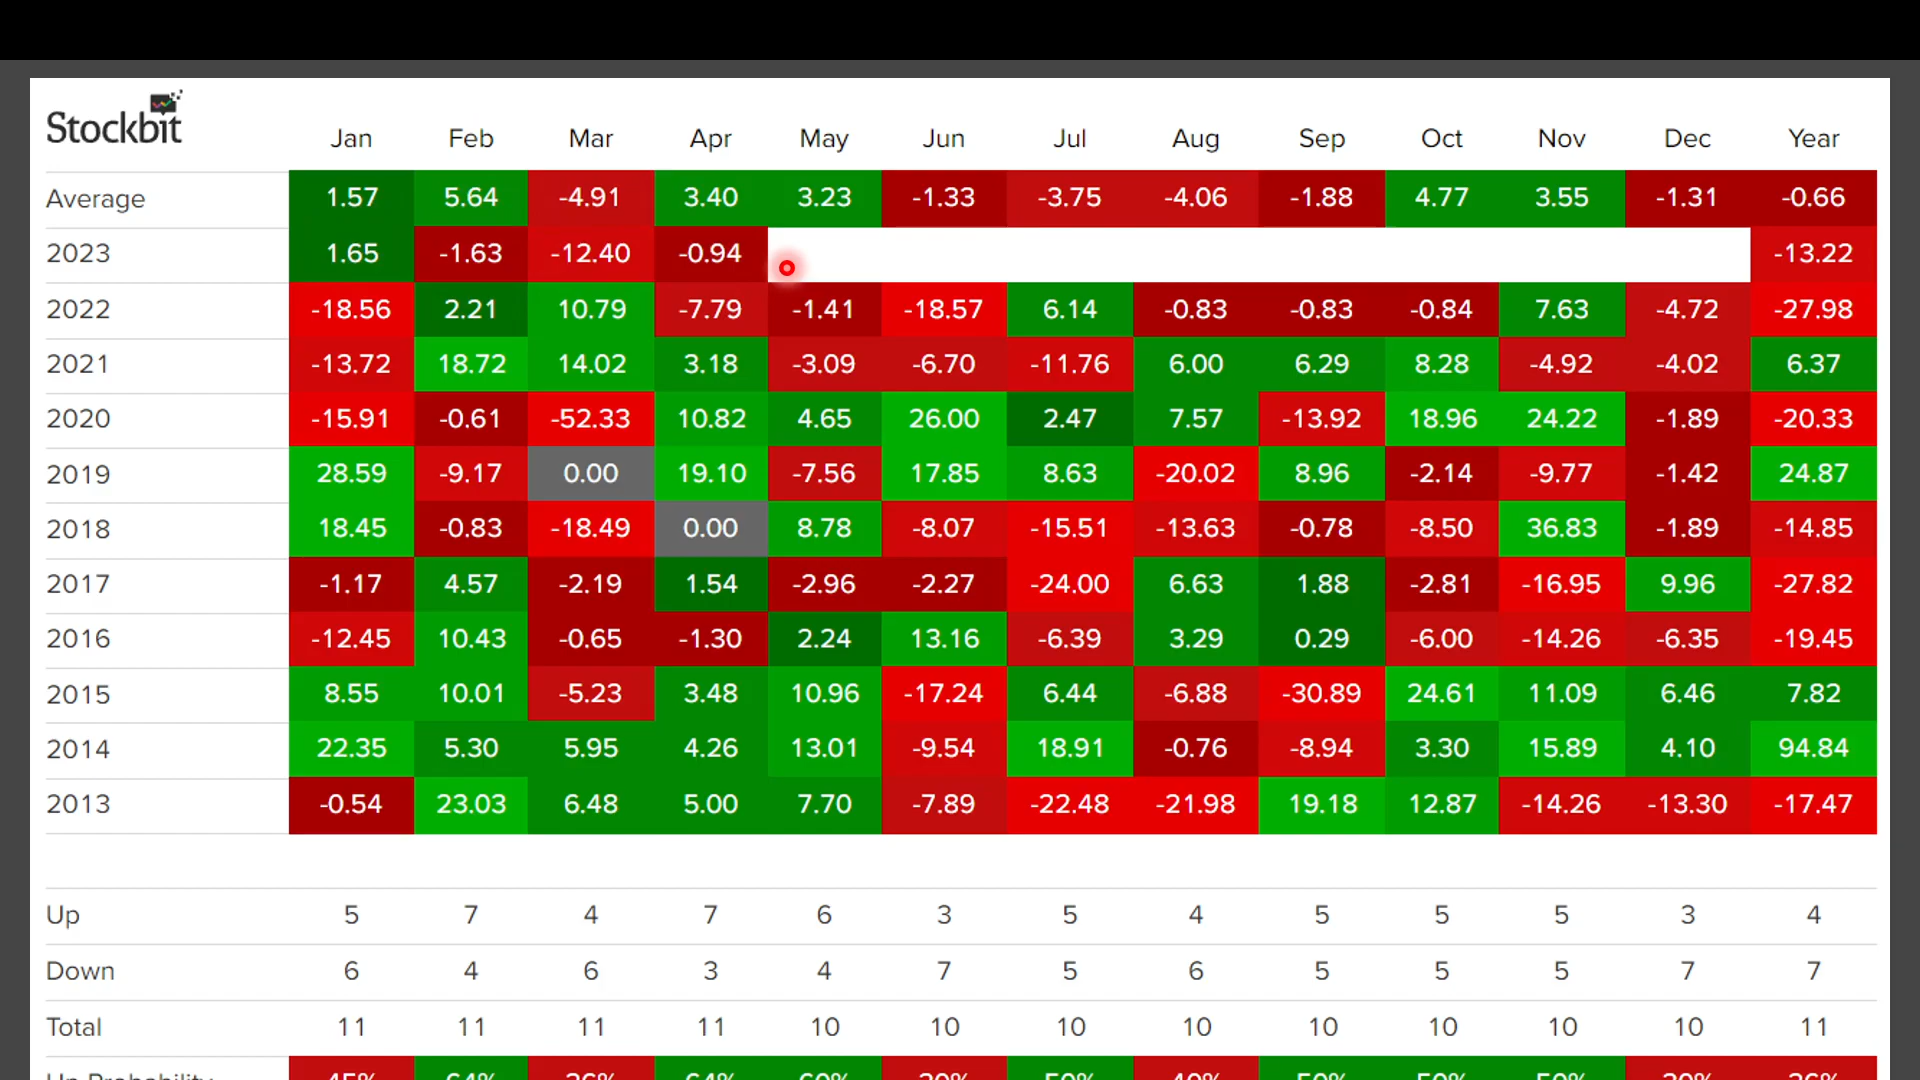 Stockbit Jan Feb Mar Apr May Jun Jul Aug Sep Oct Nov Dec Year
Average 1.57 5.64 -4.91 3.40 3.23 -1.33 -3.75 -4.06 -1.88 4.77 3.55 -1.31 -0.66
2023 1.65 -1.63 -12.40 -0.94 -13.22
2022 -18.56 2.21 10.79 -7.79 -1.41 -18.57 6.14 -0.83 -0.83 -0.84 7.63 -4.72 -27.98
2021 -13.72 18.72 14.02 3.18 -3.09 -6.70 -11.76 6.00 6.29 8.28 -4.92 -4.02 6.37
2020 -15.91 -0.61 -52.33 10.82 4.65 26.00 2.47 7.57 -13.92 18.96 24.22 -1.89 -20.33
2019 28.59 -9.17 0.00 19.10 -7.56 17.85 8.63 -20.02 8.96 -2.14 -9.77 -1.42 24.87
2018 18.45 -0.83 -18.49 0.00 8.78 -8.07 -15.51 -13.63 -0.78 -8.50 36.83 -1.89 -14.85
2017 -1.17 4.57 -2.19 1.54 -2.96 -2.27 -24.00 6.63 1.88 -2.81 -16.95 9.96 -27.82
2016 -12.45 10.43 -0.65 -1.30 2.24 13.16 -6.39 3.29 0.29 -6.00 -14.26 -6.35 -19.45
2015 8.55 10.01 -5.23 3.48 10.96 -17.24 6.44 -6.88 -30.89 24.61 11.09 6.46 7.82
2014 22.35 5.30 5.95 4.26 13.01 -9.54 18.91 -0.76 -8.94 3.30 15.89 4.10 94.84
2013 -0.54 23.03 6.48 5.00 7.70 -7.89 -22.48 -21.98 19.18 12.87 -14.26 -13.30 -17.47
Up 5 7 4 7 6 3 5 4 5 5 5 3 4
Down 6 4 6 3 4 7 5 6 5 5 5 7 7
Total 11 11 11 11 10 10 10 10 10 10 10 10 11
Up Probability 45% 64% 36% 64% 60% 30% 50% 40% 50% 50% 50% 30% 36%